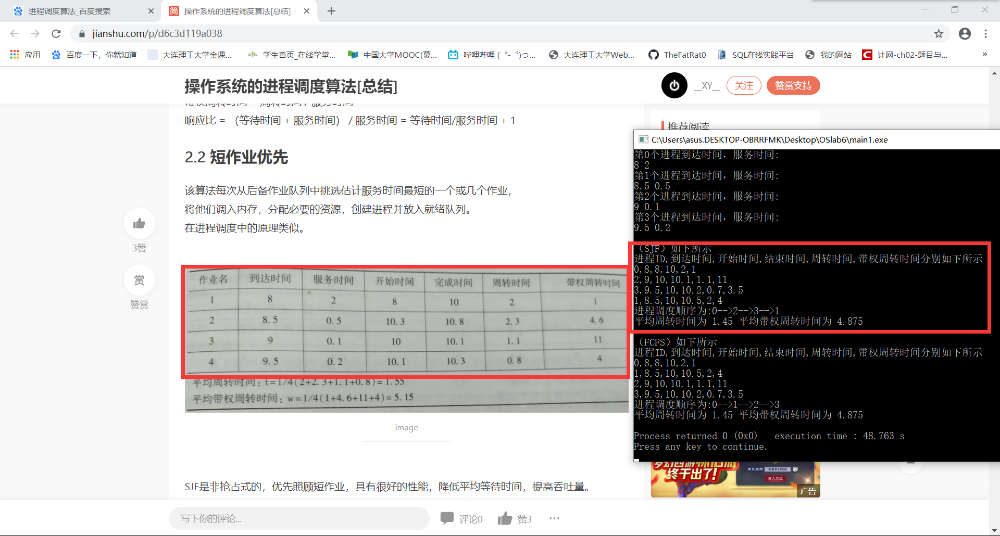 进程调度算法_百度搜索
操作系统的进程调度算法[总结] -
jianshu.com/p/d6c3d119a038
应用
百度一下，你就知道
大连理工大学金课...
学生首页_在线学堂...
中国大学MOOC(慕...
哔哩哔哩 ( ゜- ゜)つ...
大连理工大学Web...
TheFatRat0
SQL在线实践平台
我的网站
计网-ch02-题目与...
»
操作系统的进程调度算法[总结]
__XY__
关注
赞赏支持
带权周转时间 = 周转时间 / 服务时间
响应比 = （等待时间 + 服务时间） / 服务时间 = 等待时间/服务时间 + 1
推荐阅读
2.2 短作业优先
该算法每次从后备作业队列中挑选估计服务时间最短的一个或几个作业，
将他们调入内存，分配必要的资源，创建进程并放入就绪队列。
在进程调度中的原理类似。
3赞
赏
赞赏
作业名 到达时间 服务时间 开始时间 完成时间 周转时间 带权周转时间
1 8 2 8 10 2 1
2 8.5 0.5 10.3 10.8 2.3 4.6
3 9 0.1 10 10.1 1.1 11
4 9.5 0.2 10.1 10.3 0.8 4
平均周转时间：t=1/4(2+2.3+1.1+0.8)=1.55
平均带权周转时间：w=1/4(1+4.6+11+4)=5.15
image
SJF是非抢占式的，优先照顾短作业，具有很好的性能，降低平均等待时间，提高吞吐量。
C:\Users\asus.DESKTOP-OBRRFMK\Desktop\OSlab6\main1.exe
第0个进程到达时间，服务时间:
8 2
第1个进程到达时间，服务时间:
8.5 0.5
第2个进程到达时间，服务时间:
9 0.1
第3个进程到达时间，服务时间:
9.5 0.2
（SJF）如下所示
进程ID,到达时间,开始时间,结束时间,周转时间,带权周转时间分别如下所示
0,8,8,10,2,1
2,9,10,10.1,1.1,11
3,9.5,10,10.2,0.7,3.5
1,8.5,10,10.5,2,4
进程调度顺序为:0-->2-->3-->1
平均周转时间为 1.45 平均带权周转时间为 4.875
（FCFS）如下所示
进程ID,到达时间,开始时间,结束时间,周转时间,带权周转时间分别如下所示
0,8,8,10,2,1
1,8.5,10,10.5,2,4
2,9,10,10.1,1.1,11
3,9.5,10,10.2,0.7,3.5
进程调度顺序为:0-->1-->2-->3
平均周转时间为 1.45 平均带权周转时间为 4.875
Process returned 0 (0x0)   execution time : 48.763 s
Press any key to continue.
终于出了!
进入游戏
广告
写下你的评论...
评论0
赞3